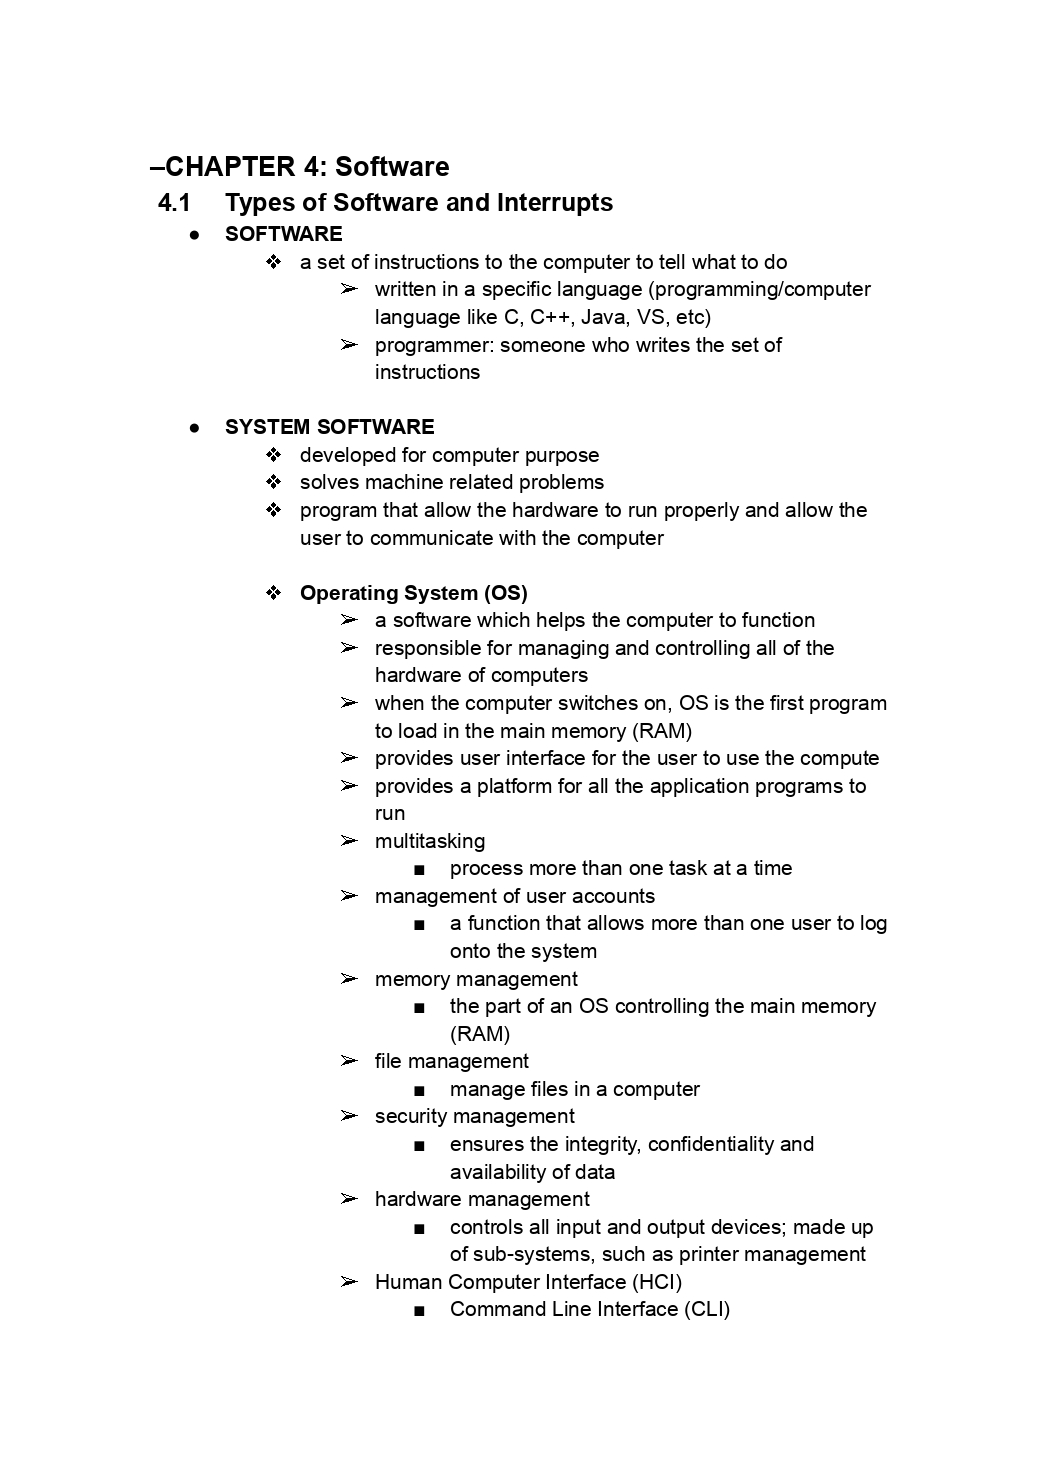 –CHAPTER 4: Software
4.1 Types of Software and Interrupts
● SOFTWARE
❖ a set of instructions to the computer to tell what to do
➢ written in a specific language (programming/computer
language like C, C++, Java, VS, etc)
➢ programmer: someone who writes the set of
instructions
● SYSTEM SOFTWARE
❖ developed for computer purpose
❖ solves machine related problems
❖ program that allow the hardware to run properly and allow the
user to communicate with the computer
❖ Operating System (OS)
➢ a software which helps the computer to function
➢ responsible for managing and controlling all of the
hardware of computers
➢ when the computer switches on, OS is the first program
to load in the main memory (RAM)
➢ provides user interface for the user to use the compute
➢ provides a platform for all the application programs to
run
➢ multitasking
■ process more than one task at a time
➢ management of user accounts
■ a function that allows more than one user to log
onto the system
➢ memory management
■ the part of an OS controlling the main memory
(RAM)
➢ file management
■ manage files in a computer
➢ security management
■ ensures the integrity, confidentiality and
availability of data
➢ hardware management
■ controls all input and output devices; made up
of sub-systems, such as printer management
➢ Human Computer Interface (HCI)
■ Command Line Interface (CLI)